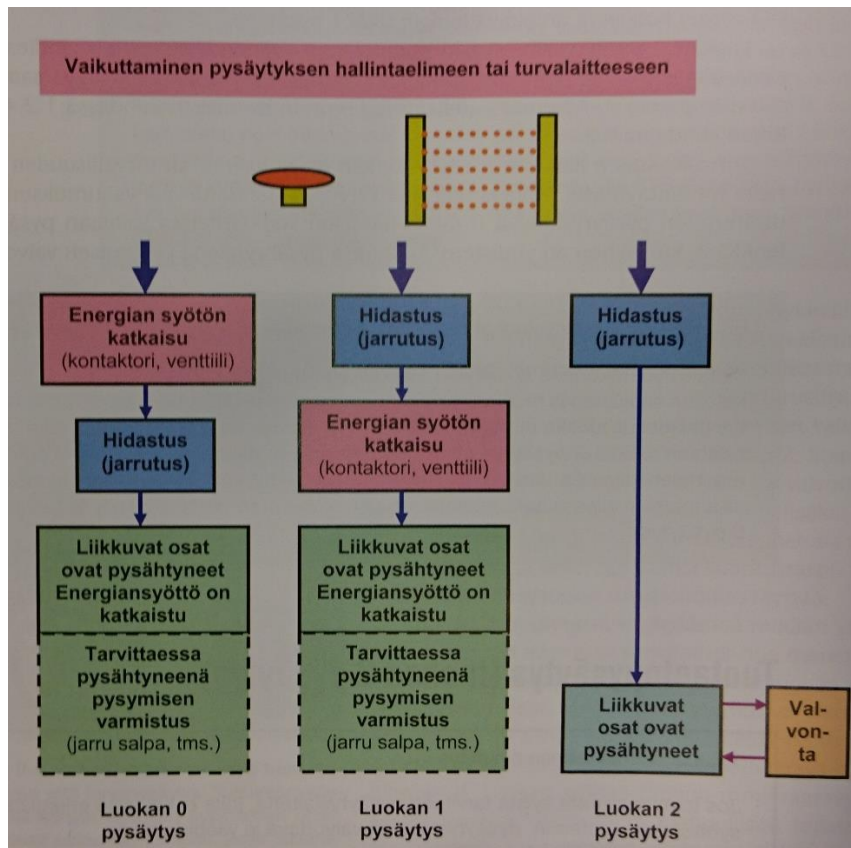 Vaikuttaminen pysäytyksen hallintaelimeen tai turvalaitteeseen
Energian syötön
katkaisu
(kontaktori, venttiili)
Hidastus
(jarrutus)
Liikkuvat osat
ovat pysähtyneet
Energiansyöttö on
katkaistu
Tarvittaessa
pysähtyneenä
pysymisen
varmistus
(jarru salpa, tms.)
Luokan 0
pysäytys
Hidastus
(jarrutus)
Energian syötön
katkaisu
(kontaktori, venttiili)
Liikkuvat osat
ovat pysähtyneet
Energiansyöttö on
katkaistu
Tarvittaessa
pysähtyneenä
pysymisen
varmistus
(jarru salpa, tms.)
Luokan 1
pysäytys
Hidastus
(jarrutus)
Liikkuvat
osat ovat
pysähtyneet
Val-
von-
ta
Luokan 2
pysäytys